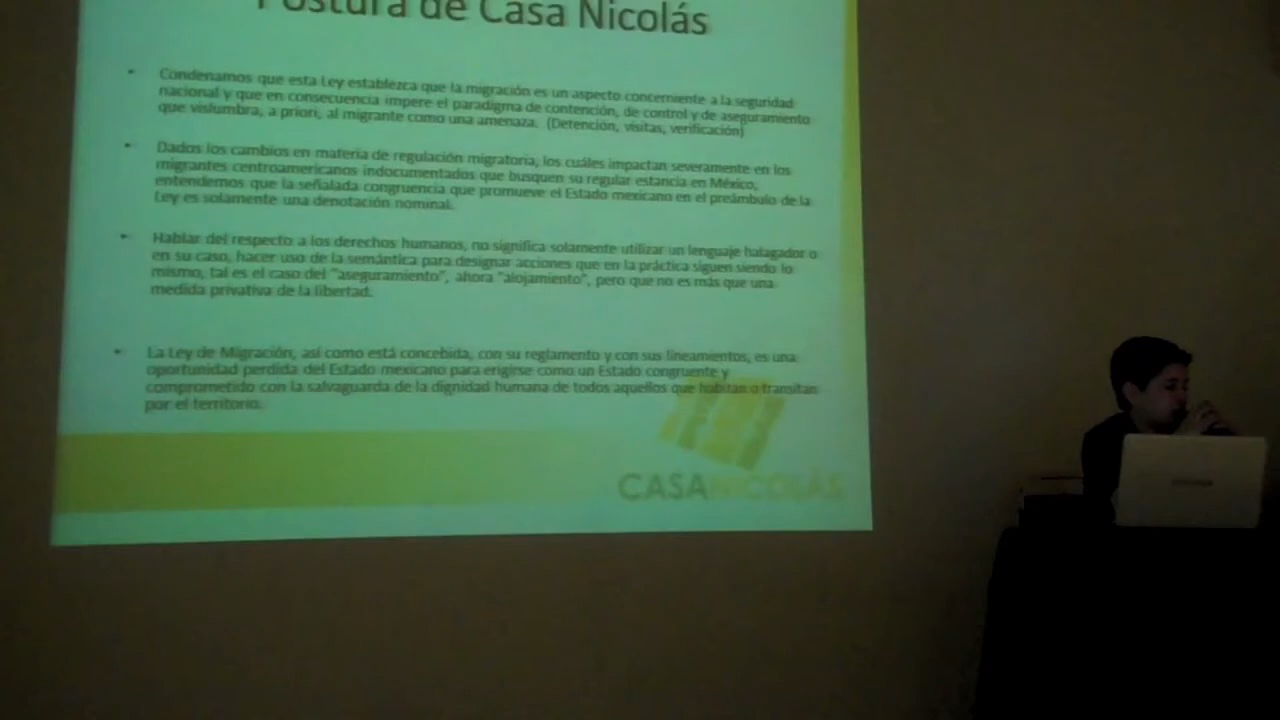 Postura de Casa Nicolás
• Condenamos que esta Ley establezca que la migración es un aspecto concerniente a la seguridad
nacional y que en consecuencia impere el paradigma de contención, de control y de aseguramiento
que vislumbra, a priori, al migrante como una amenaza. (Detención, visitas, verificación)
• Dados los cambios en materia de regulación migratoria, los cuáles impactan severamente en los
migrantes centroamericanos indocumentados que busquen su regular estancia en México,
entendemos que la señalada congruencia que promueve el Estado mexicano en el preámbulo de la
Ley es solamente una denotación nominal.
• Hablar del respecto a los derechos humanos, no significa solamente utilizar un lenguaje halagador o
en su caso, hacer uso de la semántica para designar acciones que en la práctica siguen siendo lo
mismo, tal es el caso del "aseguramiento", ahora "alojamiento", pero que no es más que una
medida privativa de la libertad.
• La Ley de Migración, así como está concebida, con su reglamento y con sus lineamientos, es una
oportunidad perdida del Estado mexicano para erigirse como un Estado congruente y
comprometido con la salvaguarda de la dignidad humana de todos aquellos que habitan o transitan
por el territorio.
CASANICOLÁS